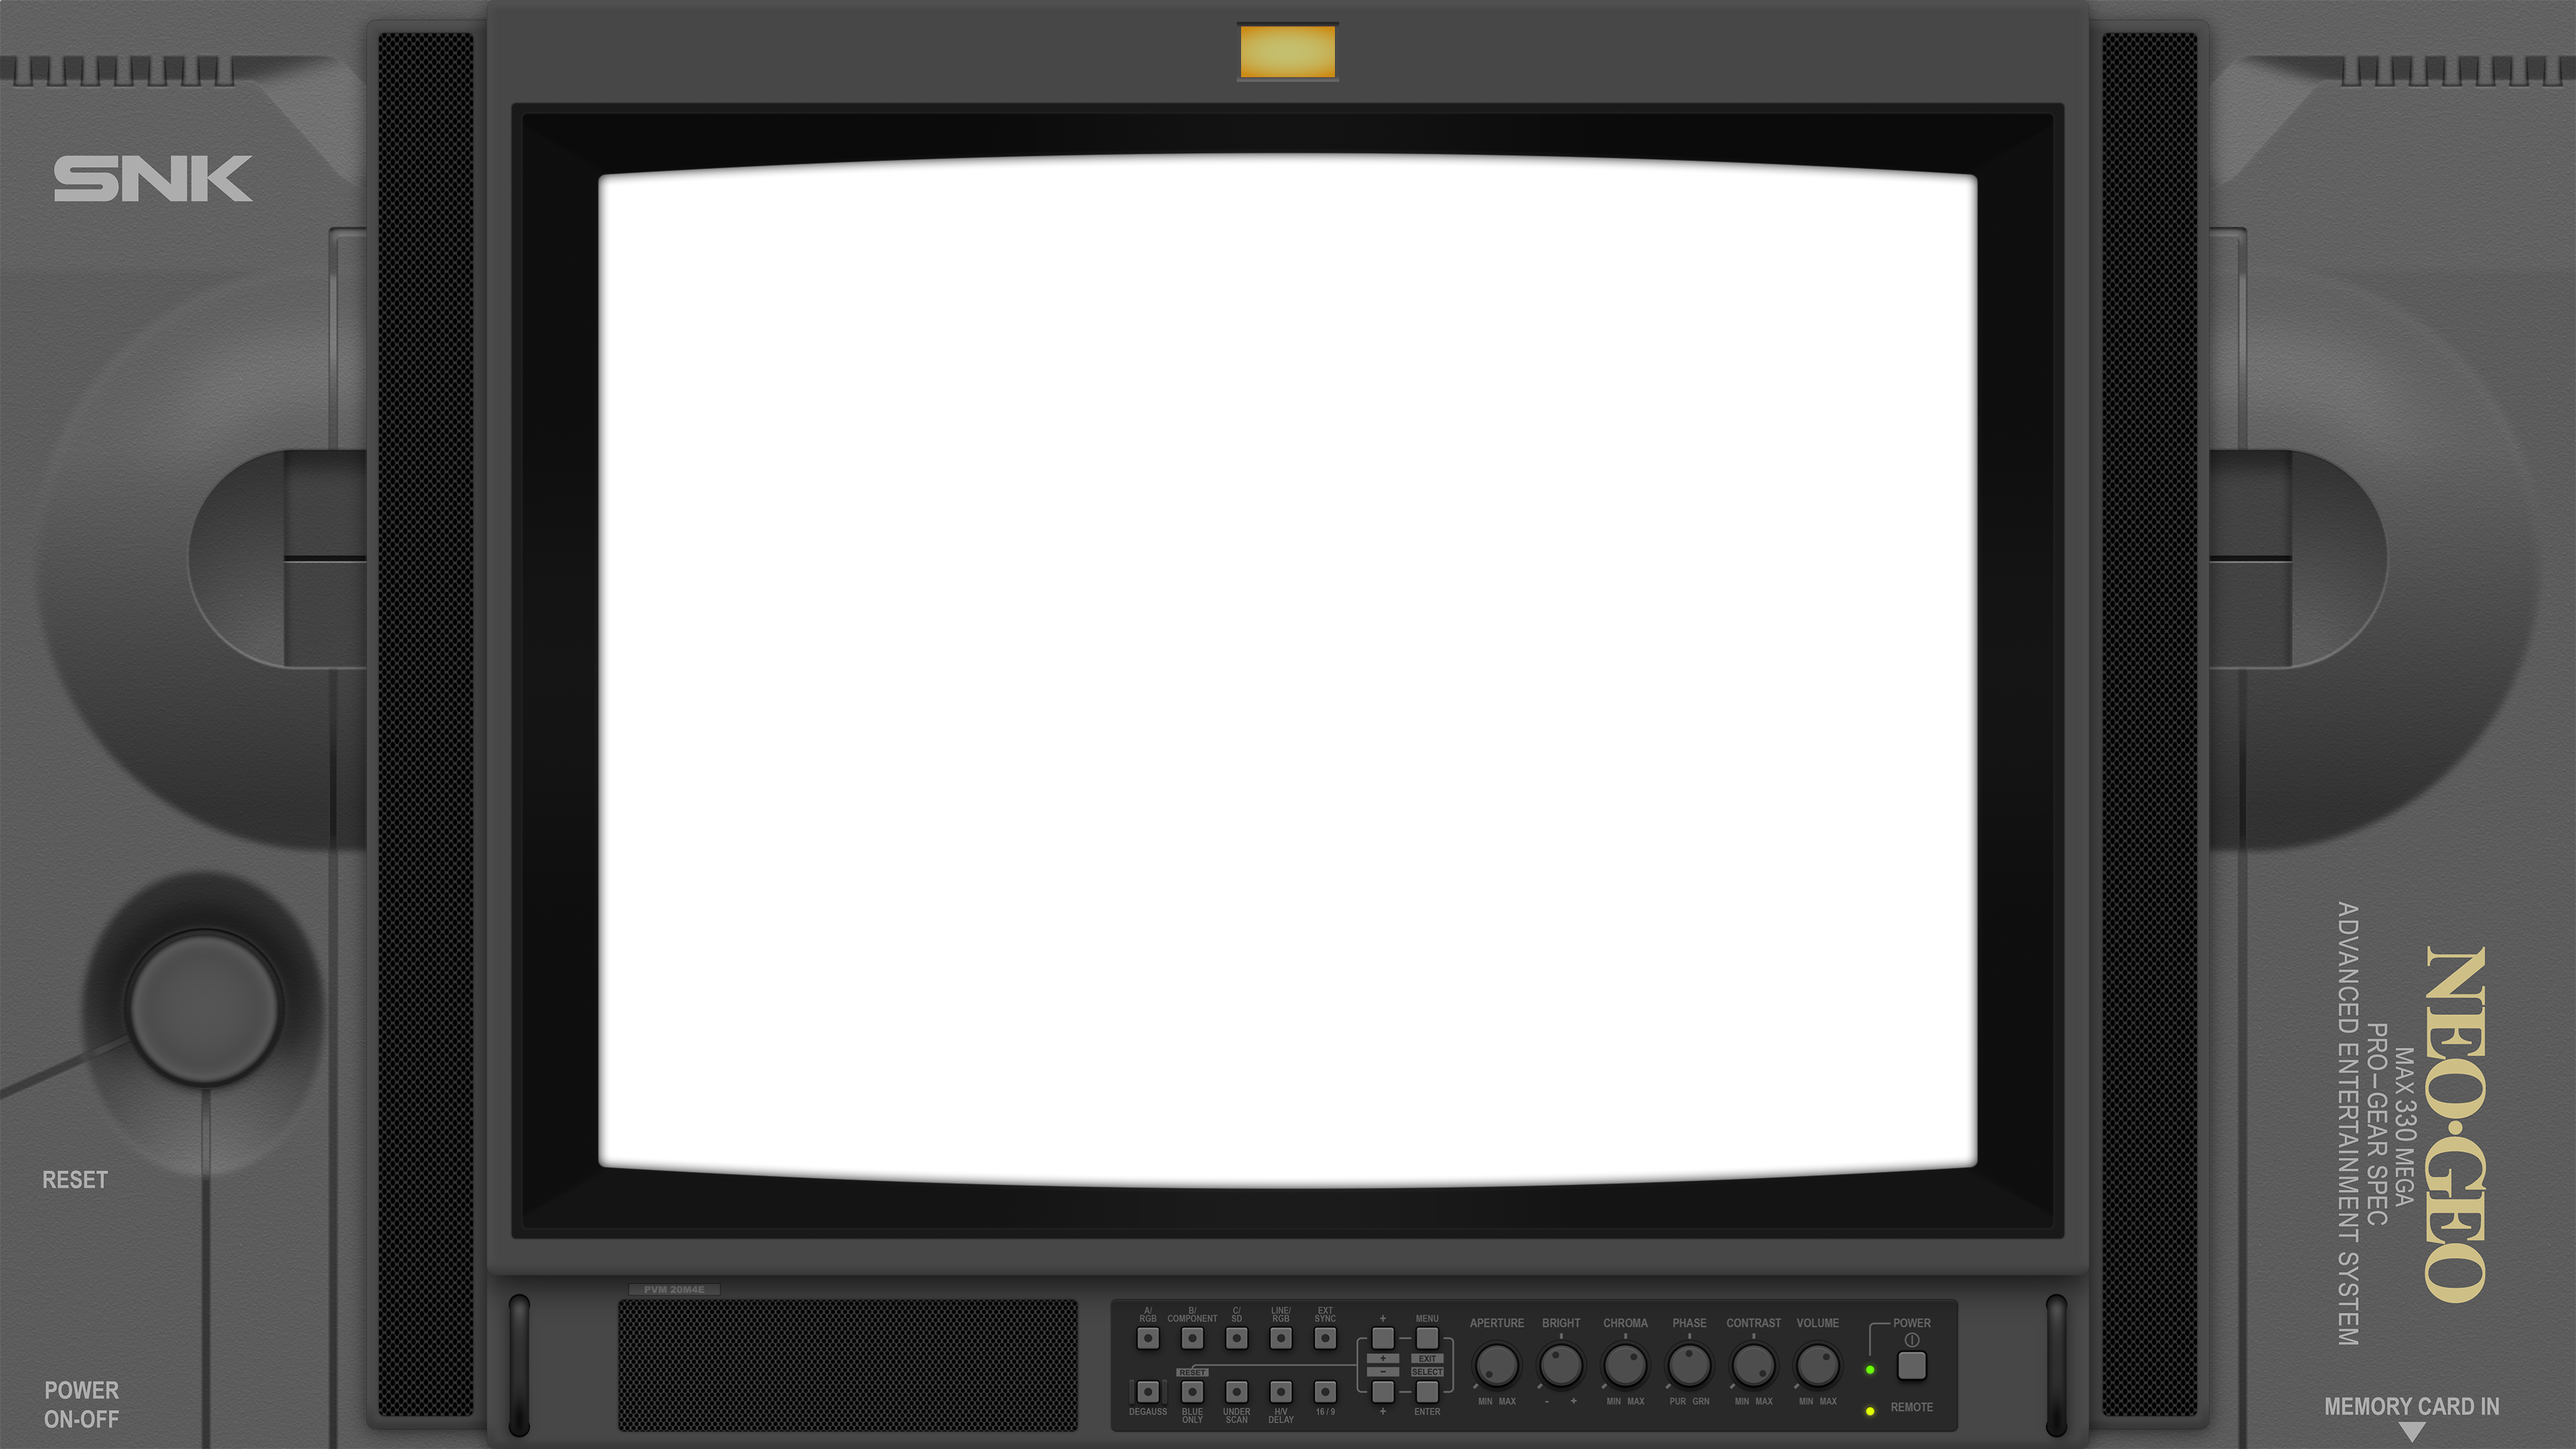 SNK
RESET
POWER
ON-OFF
PVM 20M4E
A/
RGB
B/
COMPONENT
C/
SD
LINE/
RGB
EXT
SYNC
+
MENU
+
EXIT
RESET
−
SELECT
DEGAUSS
BLUE
ONLY
UNDER
SCAN
H/V
DELAY
16 / 9
+
ENTER
APERTURE
BRIGHT
CHROMA
PHASE
CONTRAST
VOLUME
MIN MAX
- +
MIN MAX
PUR GRN
MIN MAX
MIN MAX
POWER
REMOTE
NEO·GEO
MAX 330 MEGA
PRO–GEAR SPEC
ADVANCED ENTERTAINMENT SYSTEM
MEMORY CARD IN